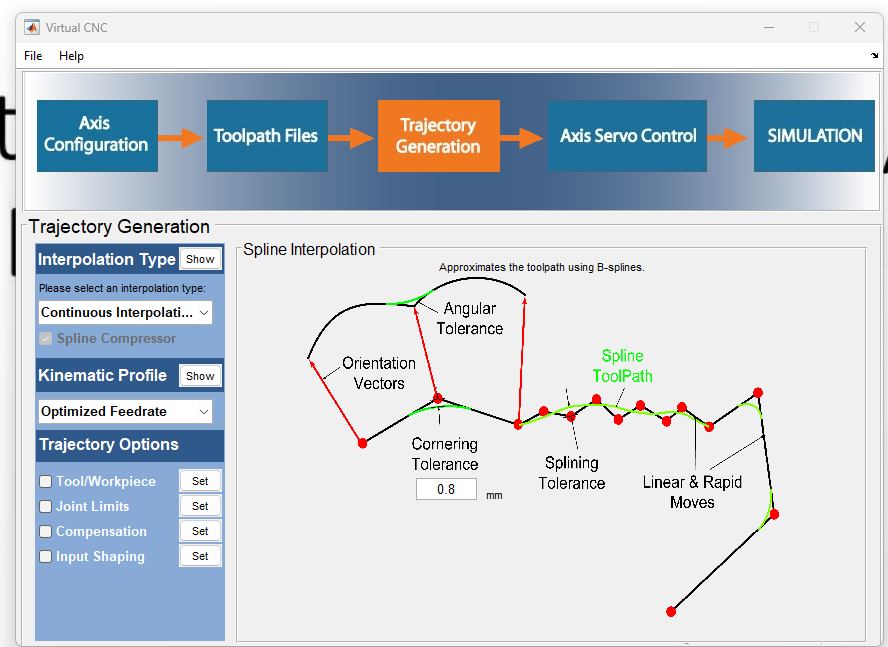 Virtual CNC
File Help
Axis
Configuration
Toolpath Files
Trajectory
Generation
Axis Servo Control
SIMULATION
Trajectory Generation
Interpolation Type Show
Please select an interpolation type:
Continuous Interpolati...
Spline Compressor
Kinematic Profile Show
Optimized Feedrate
Trajectory Options
Tool/Workpiece Set
Joint Limits Set
Compensation Set
Input Shaping Set
Spline Interpolation
Approximates the toolpath using B-splines.
Angular
Tolerance
Orientation
Vectors
Spline
ToolPath
Cornering
Tolerance
0.8 mm
Splining
Tolerance
Linear & Rapid
Moves